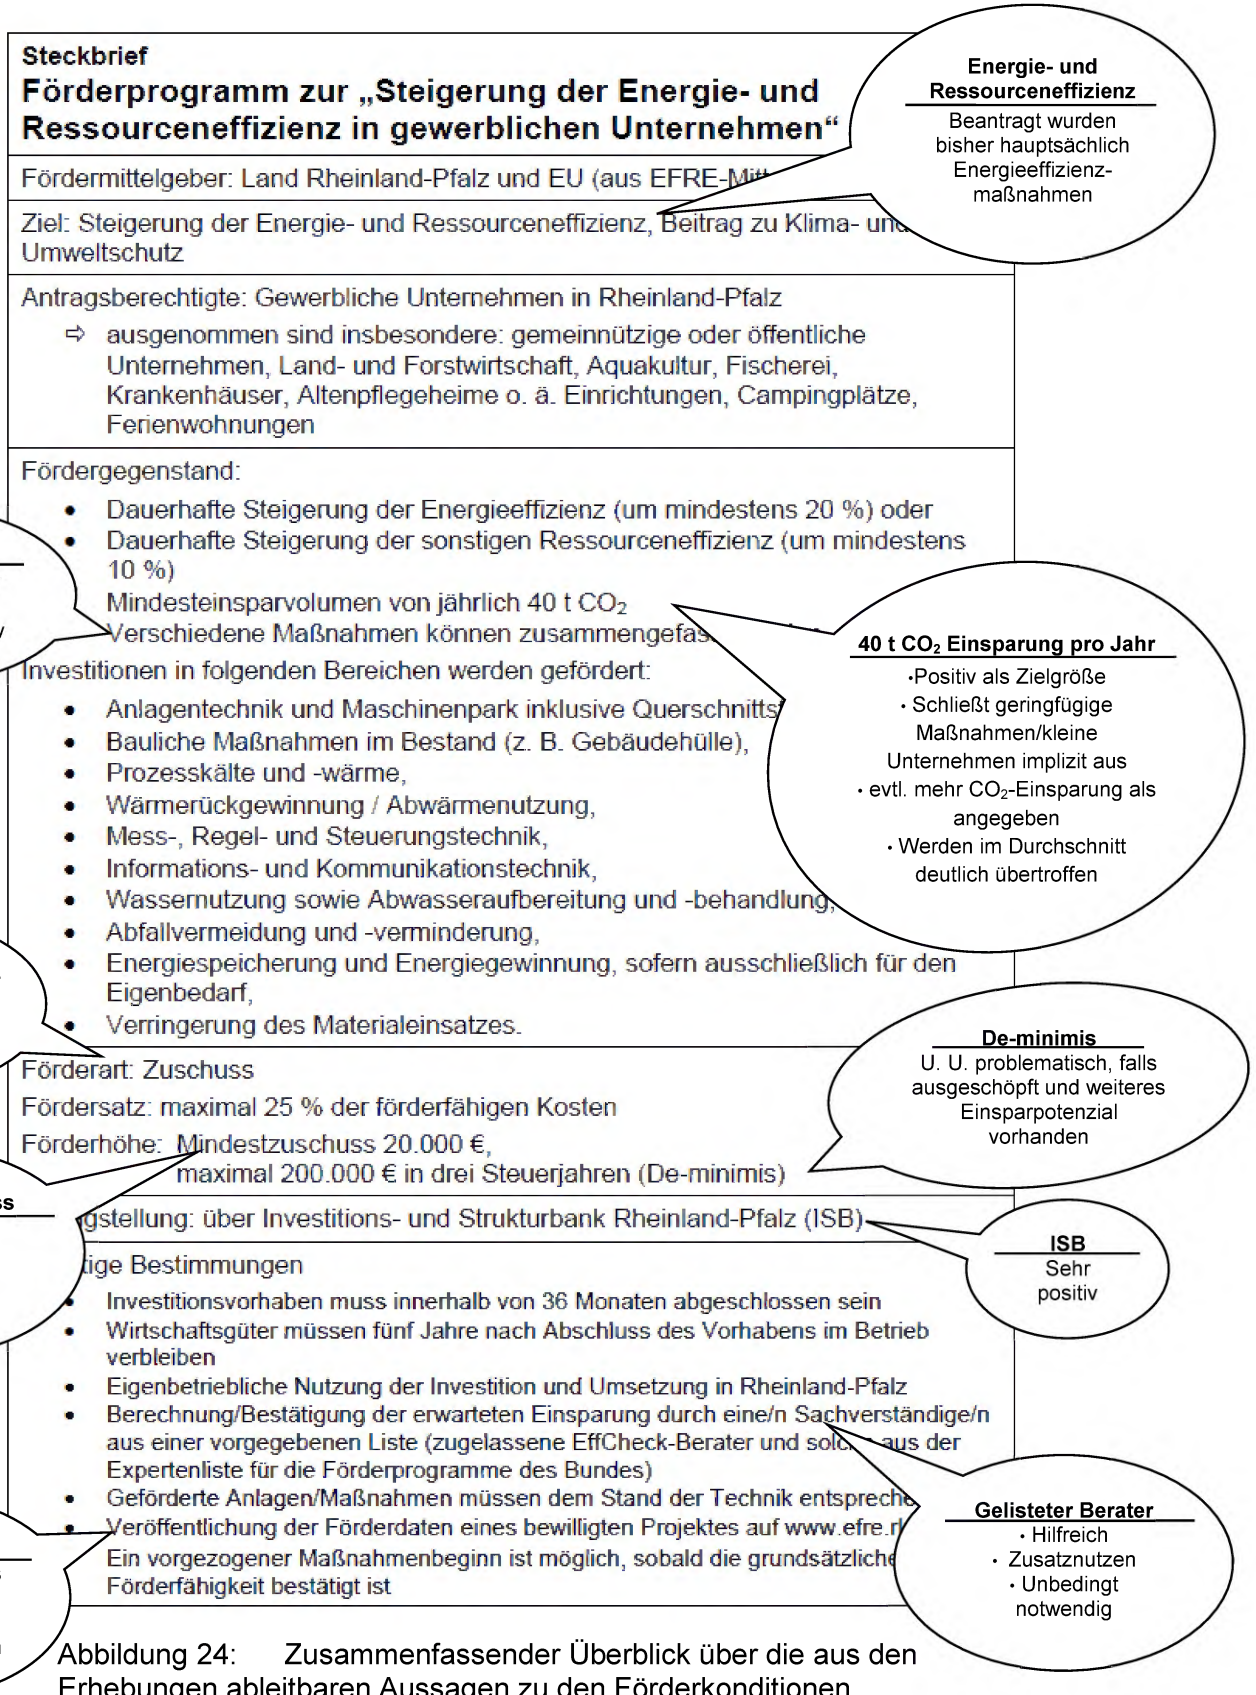 Steckbrief
Förderprogramm zur „Steigerung der Energie- und
Ressourceneffizienz in gewerblichen Unternehmen“
Fördermittelgeber: Land Rheinland-Pfalz und EU (aus
Ziel: Steigerung der Energie- und Ressourceneffizienz, Beitrag zu Klima- und
Umweltschutz
Energie- und
Ressourceneffizienz
Beantragt wurden
bisher hauptsächlich
Energieeffizienz-
maßnahmen
Antragsberechtigte: Gewerbliche Unternehmen in Rheinland-Pfalz
⇨ ausgenommen sind insbesondere: gemeinnützige oder öffentliche
Unternehmen, Land- und Forstwirtschaft, Aquakultur, Fischerei,
Krankenhäuser, Altenpflegeheime o. ä. Einrichtungen, Campingplätze,
Ferienwohnungen
Fördergegenstand:
• Dauerhafte Steigerung der Energieeffizienz (um mindestens 20 %) oder
• Dauerhafte Steigerung der sonstigen Ressourceneffizienz (um mindestens
10 %)
Mindesteinsparvolumen von jährlich 40 t CO₂
Verschiedene Maßnahmen können
Investitionen in folgenden Bereichen werden gefördert:
• Anlagentechnik und Maschinenpark inklusive
• Bauliche Maßnahmen im Bestand (z. B. Gebäudehülle),
• Prozesskälte und -wärme,
• Wärmerückgewinnung / Abwärmenutzung,
• Mess-, Regel- und Steuerungstechnik,
• Informations- und Kommunikationstechnik,
• Wassernutzung sowie Abwasseraufbereitung und -behandlung,
• Abfallvermeidung und -verminderung,
• Energiespeicherung und Energiegewinnung, sofern ausschließlich für den
Eigenbedarf,
• Verringerung des Materialeinsatzes.
40 t CO₂ Einsparung pro Jahr
•Positiv als Zielgröße
• Schließt geringfügige
Maßnahmen/kleine
Unternehmen implizit aus
• evtl. mehr CO₂-Einsparung als
angegeben
• Werden im Durchschnitt
deutlich übertroffen
Förderart: Zuschuss
Fördersatz: maximal 25 % der förderfähigen Kosten
Förderhöhe: Mindestzuschuss 20.000 €,
maximal 200.000 € in drei Steuerjahren (De-minimis)
De-minimis
U. U. problematisch, falls
ausgeschöpft und weiteres
Einsparpotenzial
vorhanden
gstellung: über Investitions- und Strukturbank Rheinland-Pfalz (ISB)
ISB
Sehr
positiv
tige Bestimmungen
• Investitionsvorhaben muss innerhalb von 36 Monaten abgeschlossen sein
• Wirtschaftsgüter müssen fünf Jahre nach Abschluss des Vorhabens im Betrieb
verbleiben
• Eigenbetriebliche Nutzung der Investition und Umsetzung in Rheinland-Pfalz
• Berechnung/Bestätigung der erwarteten Einsparung durch eine/n Sachverständige/n
aus einer vorgegebenen Liste (zugelassene EffCheck-Berater und solche aus der
Expertenliste für die Förderprogramme des Bundes)
• Geförderte Anlagen/Maßnahmen müssen dem Stand der Technik
• Veröffentlichung der Förderdaten eines bewilligten Projektes auf
Ein vorgezogener Maßnahmenbeginn ist möglich, sobald die grundsätzliche
Förderfähigkeit bestätigt ist
Gelisteter Berater
• Hilfreich
• Zusatznutzen
• Unbedingt
notwendig
Abbildung 24: Zusammenfassender Überblick über die aus den
Erhebungen ableitbaren Aussagen zu den Förderkonditionen